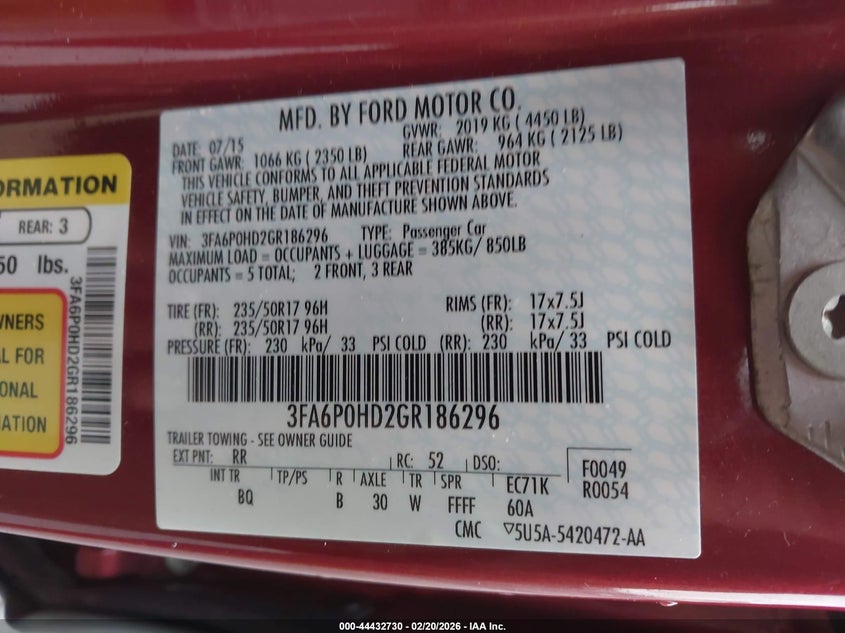 MFD. BY FORD MOTOR CO.
DATE: 07/15 GVWR: 2019 KG ( 4450 LB)
FRONT GAWR: 1066 KG ( 2350 LB) REAR GAWR: 964 KG ( 2125 LB)
THIS VEHICLE CONFORMS TO ALL APPLICABLE FEDERAL MOTOR
VEHICLE SAFETY, BUMPER, AND THEFT PREVENTION STANDARDS
IN EFFECT ON THE DATE OF MANUFACTURE SHOWN ABOVE.
VIN: 3FA6P0HD2GR186296 TYPE: Passenger Car
MAXIMUM LOAD = OCCUPANTS + LUGGAGE = 385KG/ 850LB
OCCUPANTS = 5 TOTAL; 2 FRONT, 3 REAR
TIRE (FR): 235/50R17 96H RIMS (FR): 17x7.5J
(RR): 235/50R17 96H (RR): 17x7.5J
PRESSURE (FR): 230 kPa/ 33 PSI COLD (RR): 230 kPa/ 33 PSI COLD
3FA6P0HD2GR186296
TRAILER TOWING - SEE OWNER GUIDE
EXT PNT: RR RC: 52 DSO: F0049
INT TR TP/PS R AXLE TR SPR EC71K R0054
BQ B 30 W FFFF 60A
CMC 5U5A-5420472-AA
ORMATION
REAR: 3
50 lbs.
3FA6P0HD2GR186296
WNERS
AL FOR
ONAL
MATION
000-44432730 - 02/20/2026 - IAA Inc.